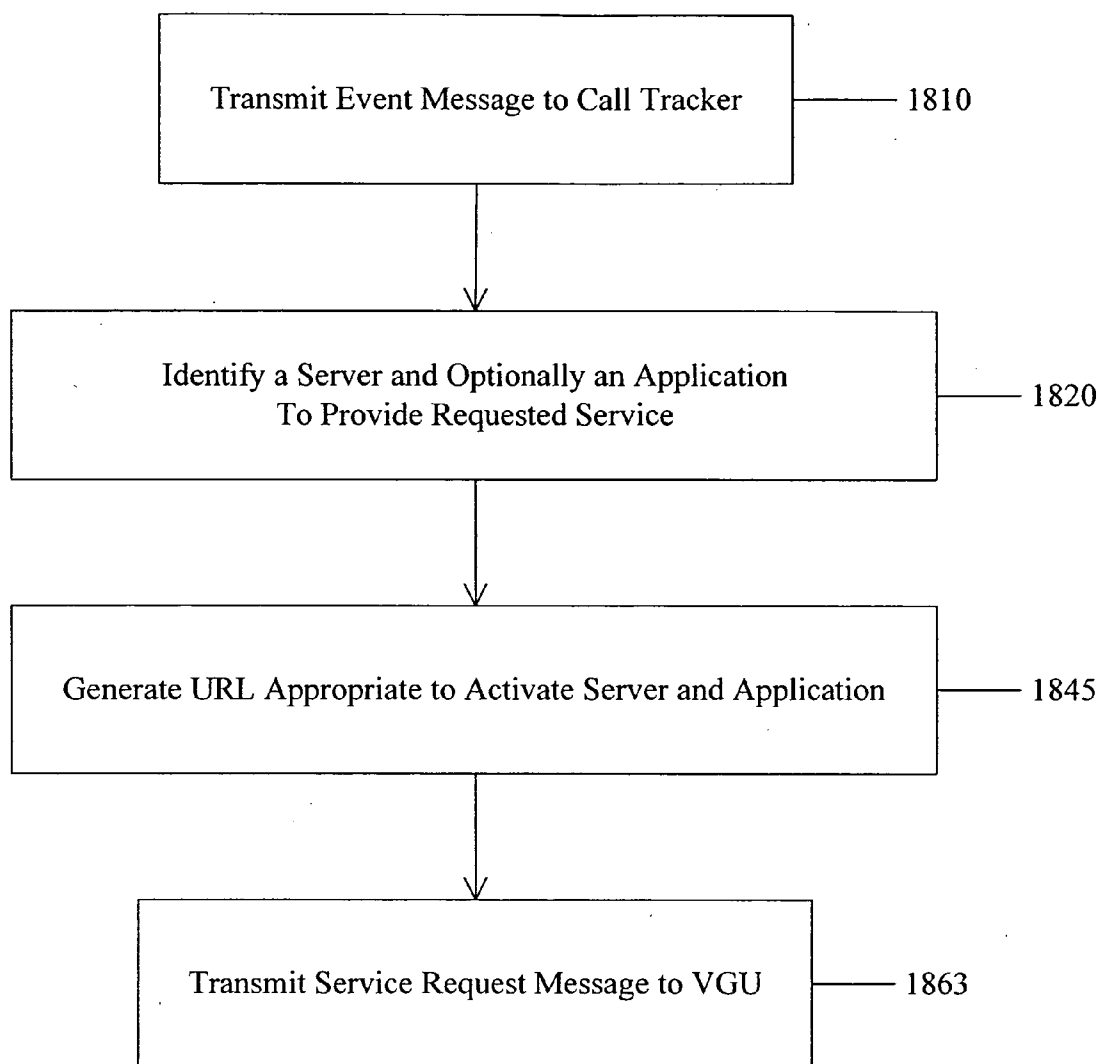 Transmit Event Message to Call Tracker
1810
Identify a Server and Optionally an Application
To Provide Requested Service
1820
Generate URL Appropriate to Activate Server and Application
1845
Transmit Service Request Message to VGU
1863